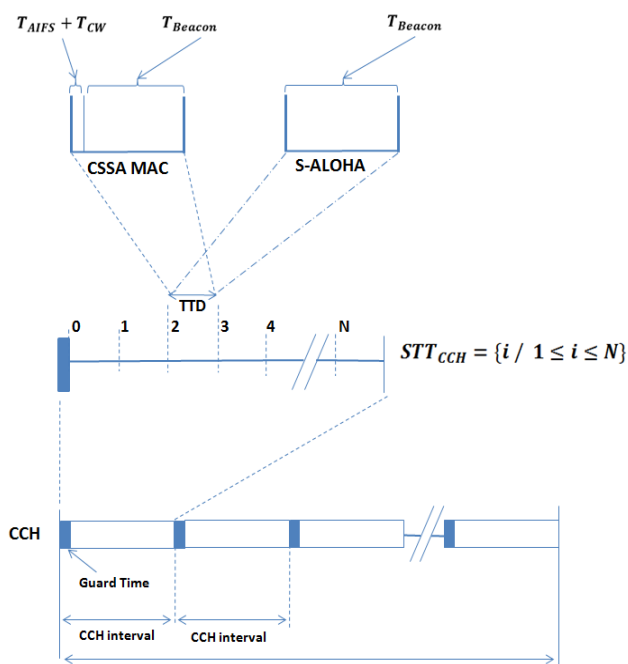 T_AIFS + T_CW
T_Beacon
T_Beacon
CSSA MAC
S-ALOHA
TTD
0 1 2 3 4 N
STT_CCH = {i / 1 ≤ i ≤ N}
CCH
Guard Time
CCH interval
CCH interval